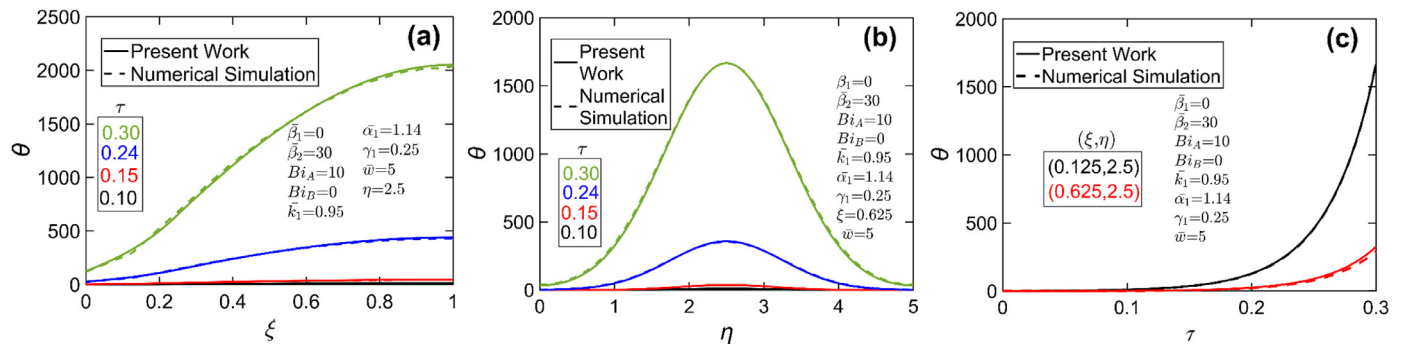 (a)
Present Work
Numerical Simulation
τ
0.30
0.24
0.15
0.10
β̄₁=0
β̄₂=30
Bi_A=10
Bi_B=0
k̄₁=0.95
ᾱ₁=1.14
γ₁=0.25
w̄=5
η=2.5
θ
2500
2000
1500
1000
500
0
0 0.2 0.4 0.6 0.8 1
ξ
(b)
Present
Work
Numerical
Simulation
τ
0.30
0.24
0.15
0.10
β₁=0
β̄₂=30
Bi_A=10
Bi_B=0
k̄₁=0.95
ᾱ₁=1.14
γ₁=0.25
ξ=0.625
w̄=5
θ
2000
1500
1000
500
0
0 1 2 3 4 5
η
(c)
Present Work
Numerical Simulation
(ξ,η)
(0.125,2.5)
(0.625,2.5)
β̄₁=0
β̄₂=30
Bi_A=10
Bi_B=0
k̄₁=0.95
ᾱ₁=1.14
γ₁=0.25
w̄=5
θ
2000
1500
1000
500
0
0 0.1 0.2 0.3
τ